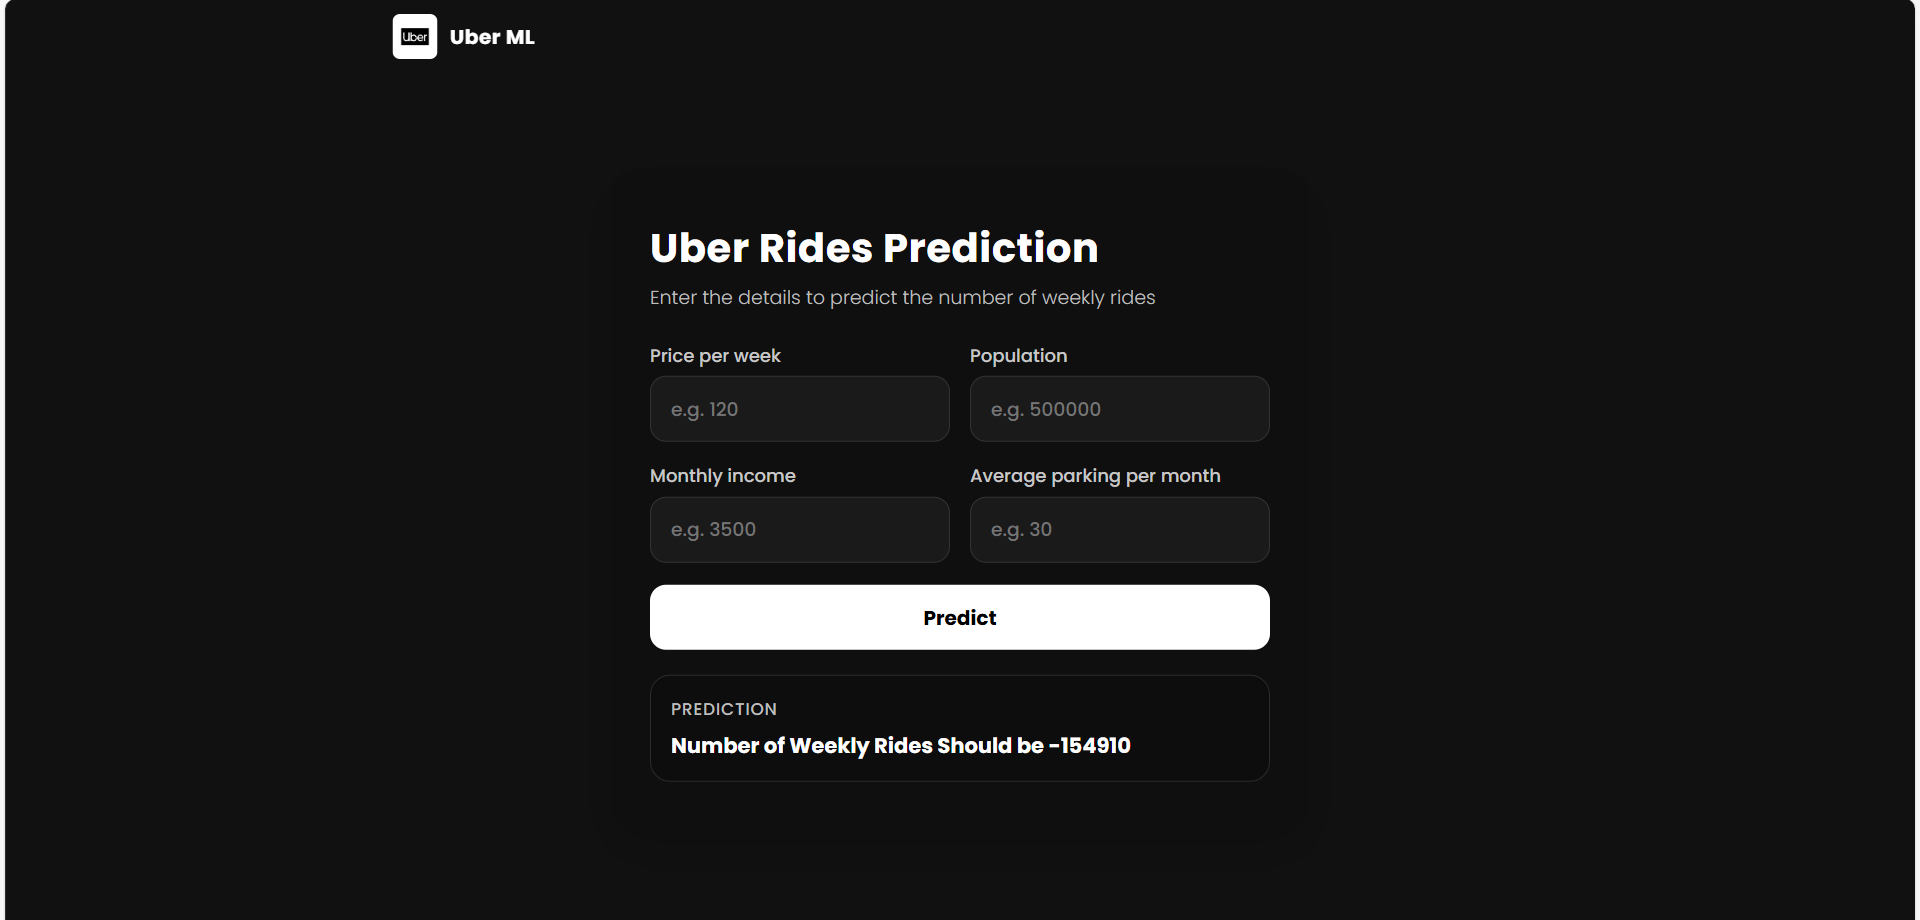 Uber
Uber ML
Uber Rides Prediction
Enter the details to predict the number of weekly rides
Price per week
Population
e.g. 120
e.g. 500000
Monthly income
Average parking per month
e.g. 3500
e.g. 30
Predict
PREDICTION
Number of Weekly Rides Should be -154910